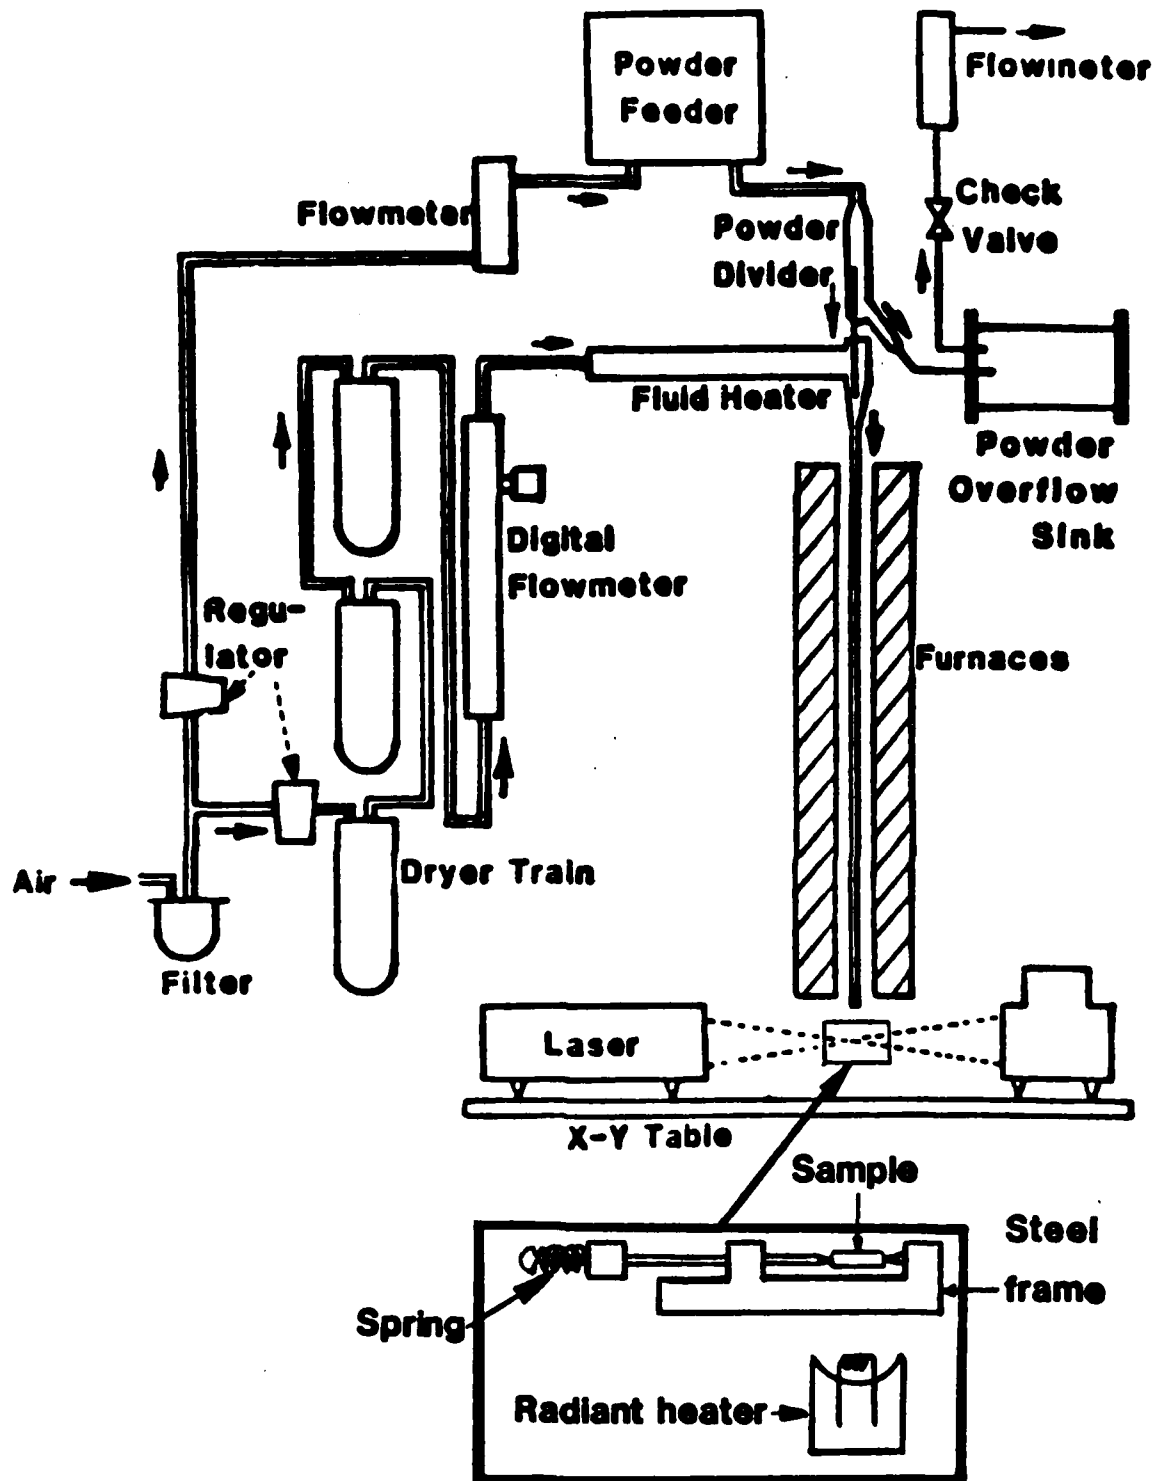 Powder
Feeder
Flowineter
Flowmeter
Check
Valve
Powder
Divider
Fluid Heater
Powder
Overflow
Sink
Digital
Flowmeter
Regu-
lator
Furnaces
Air
Dryer Train
Filter
Laser
X-Y Table
Sample
Steel
frame
Spring
Radiant heater